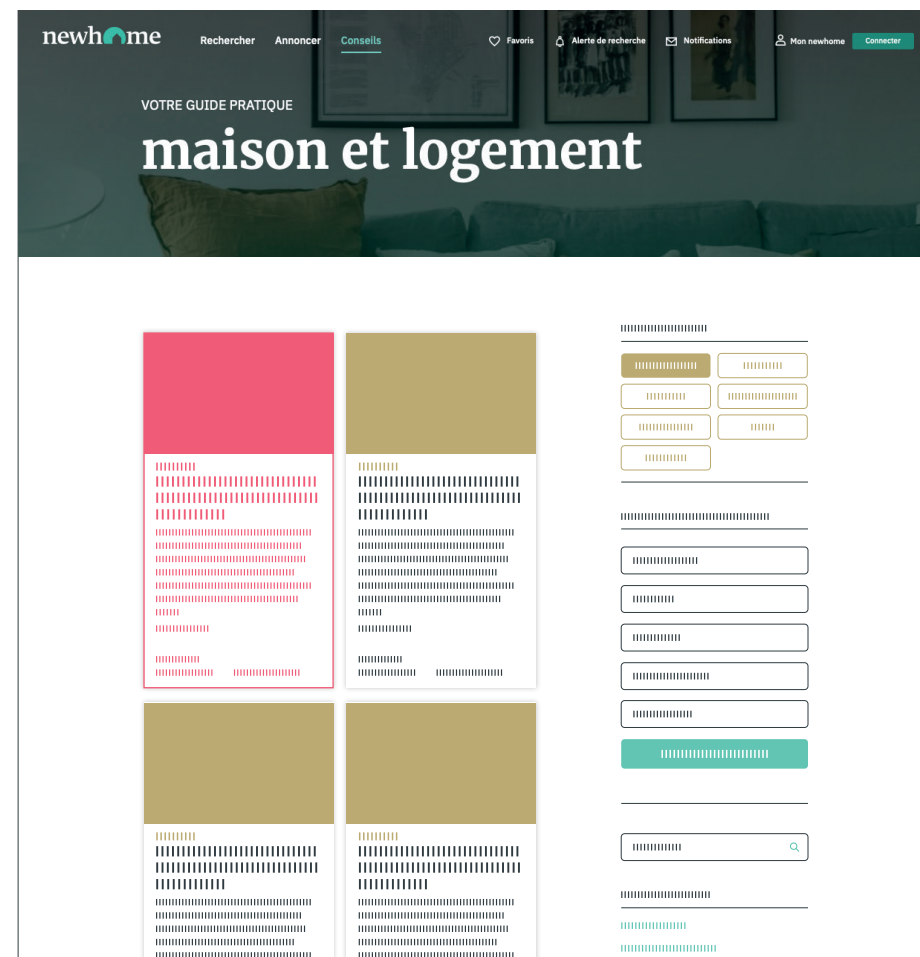 newhome
Rechercher Annoncer Conseils Favoris Alerte de recherche Notifications Mon newhome Connecter
VOTRE GUIDE PRATIQUE
maison et logement